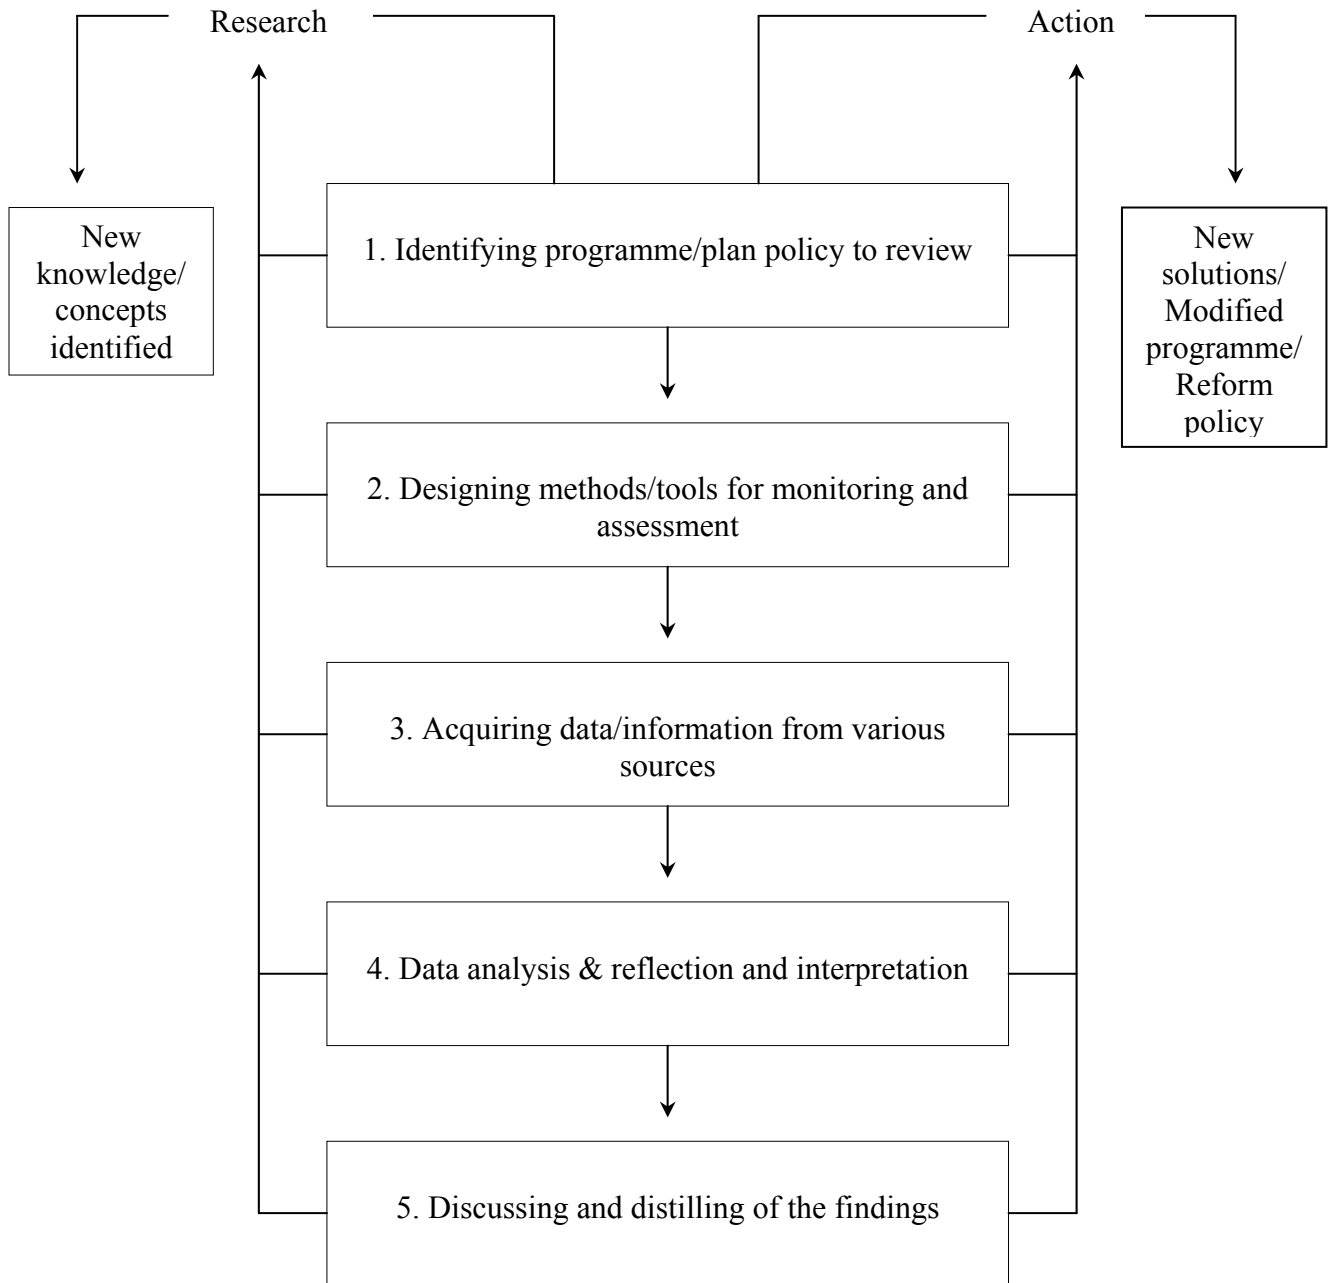 Research
Action
New
knowledge/
concepts
identified
1. Identifying programme/plan policy to review
New
solutions/
Modified
programme/
Reform
policy
2. Designing methods/tools for monitoring and
assessment
3. Acquiring data/information from various
sources
4. Data analysis & reflection and interpretation
5. Discussing and distilling of the findings